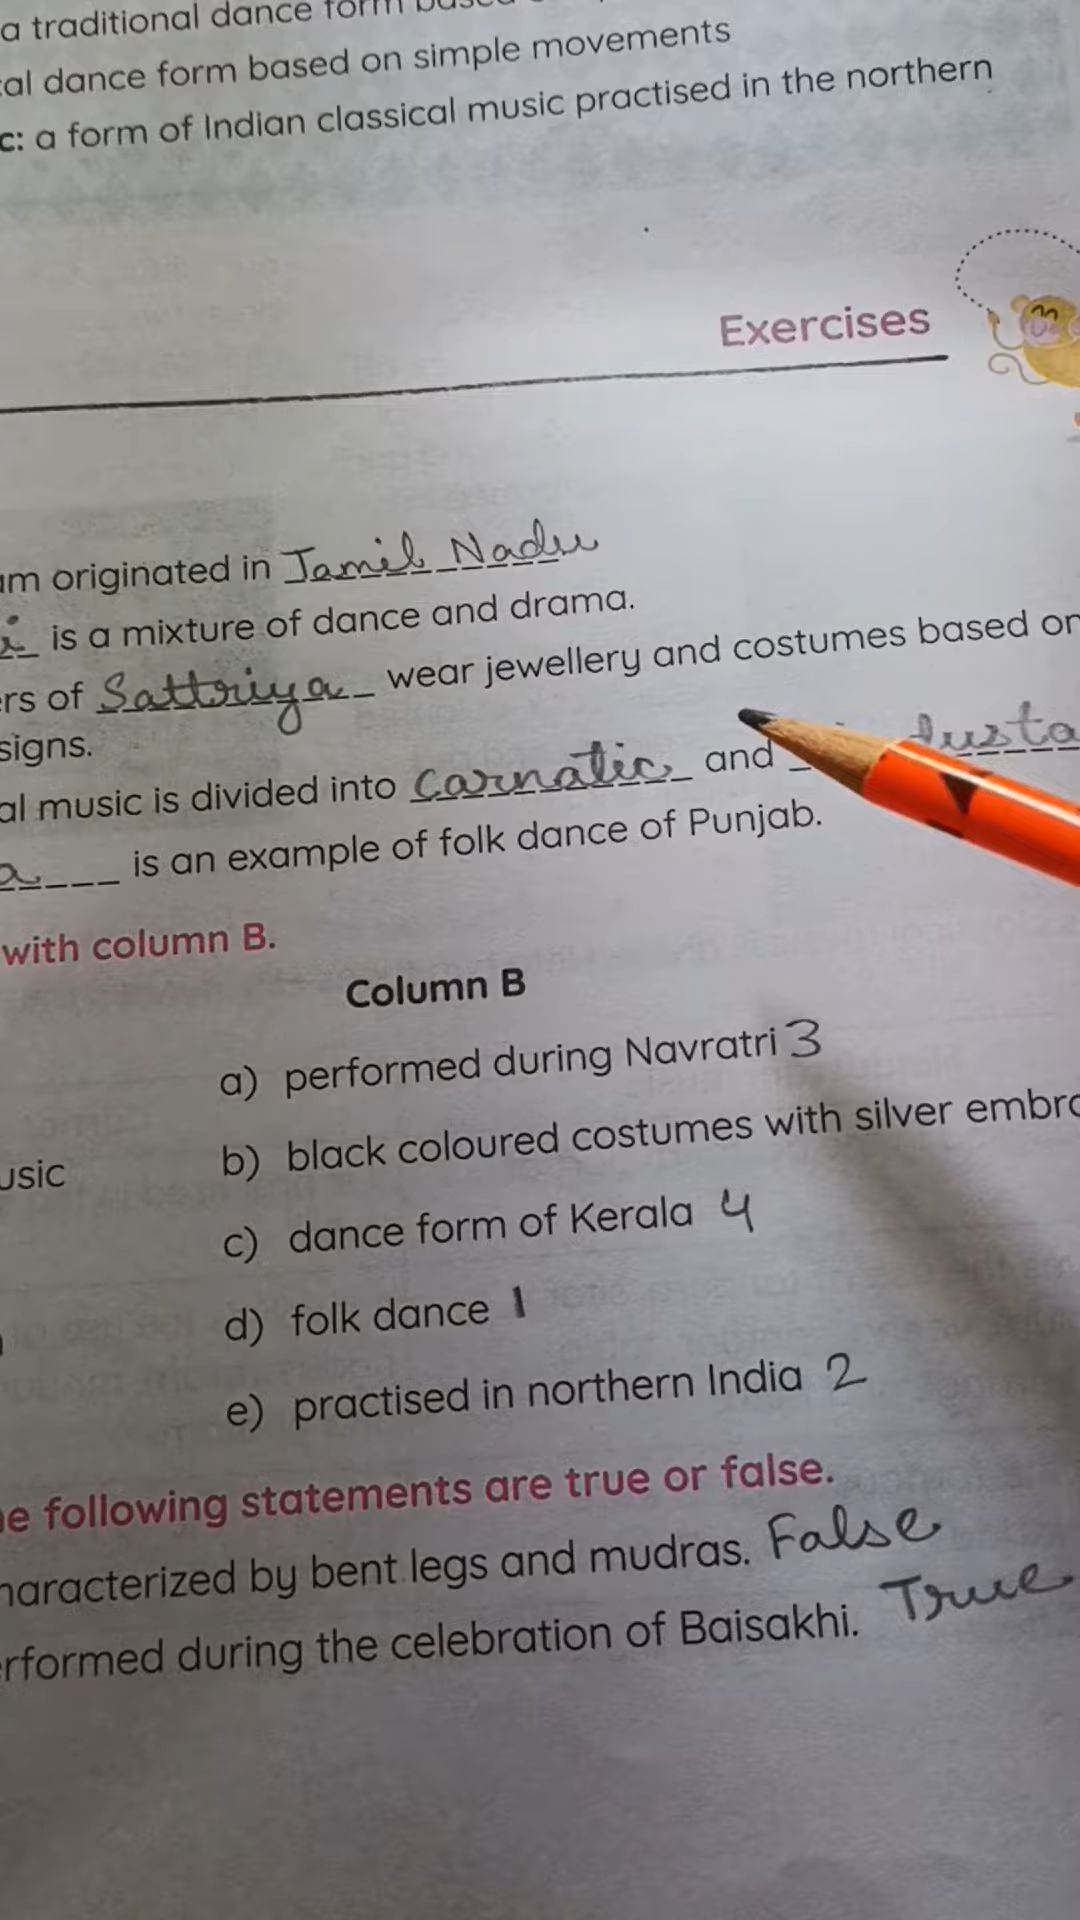 a traditional dance form
cal dance form based on simple movements
c: a form of Indian classical music practised in the northern
Exercises
am originated in Tamil Nadu
is a mixture of dance and drama.
ers of Sattriya wear jewellery and costumes based on
signs.
al music is divided into carnatic and
is an example of folk dance of Punjab.
with column B.
Column B
a) performed during Navratri 3
usic
b) black coloured costumes with silver embro
c) dance form of Kerala 4
d) folk dance 1
e) practised in northern India 2
he following statements are true or false.
haracterized by bent legs and mudras. False
erformed during the celebration of Baisakhi. True